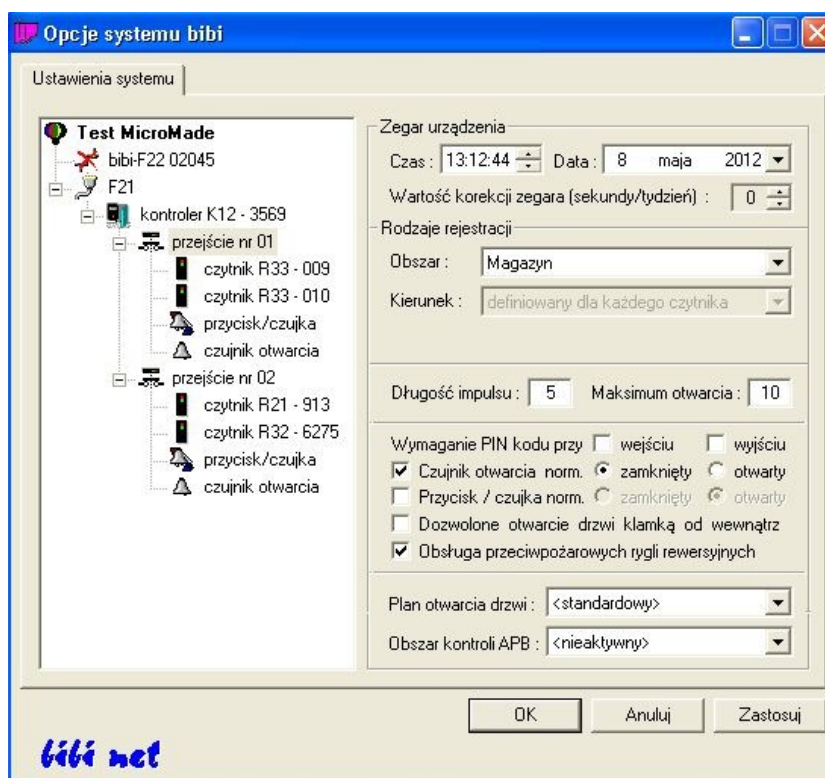 Opcje systemu bibi
Ustawienia systemu
Test MicroMade
bibi-F22 02045
F21
kontroler K12 - 3569
przejście nr 01
czytnik R33 - 009
czytnik R33 - 010
przycisk/czujka
czujnik otwarcia
przejście nr 02
czytnik R21 - 913
czytnik R32 - 6275
przycisk/czujka
czujnik otwarcia
Zegar urządzenia
Czas : 13:12:44 Data : 8 maja 2012
Wartość korekcji zegara (sekundy/tydzień) : 0
Rodzaje rejestracji
Obszar : Magazyn
Kierunek : definiowany dla każdego czytnika
Długość impulsu : 5 Maksimum otwarcia : 10
Wymaganie PIN kodu przy wejściu wyjściu
Czujnik otwarcia norm. zamknięty otwarty
Przycisk / czujka norm. zamknięty otwarty
Dozwolone otwarcie drzwi klamką od wewnątrz
Obsługa przeciwpożarowych rygli rewersyjnych
Plan otwarcia drzwi : <standardowy>
Obszar kontroli APB : <nieaktywny>
OK Anuluj Zastosuj
bibi net